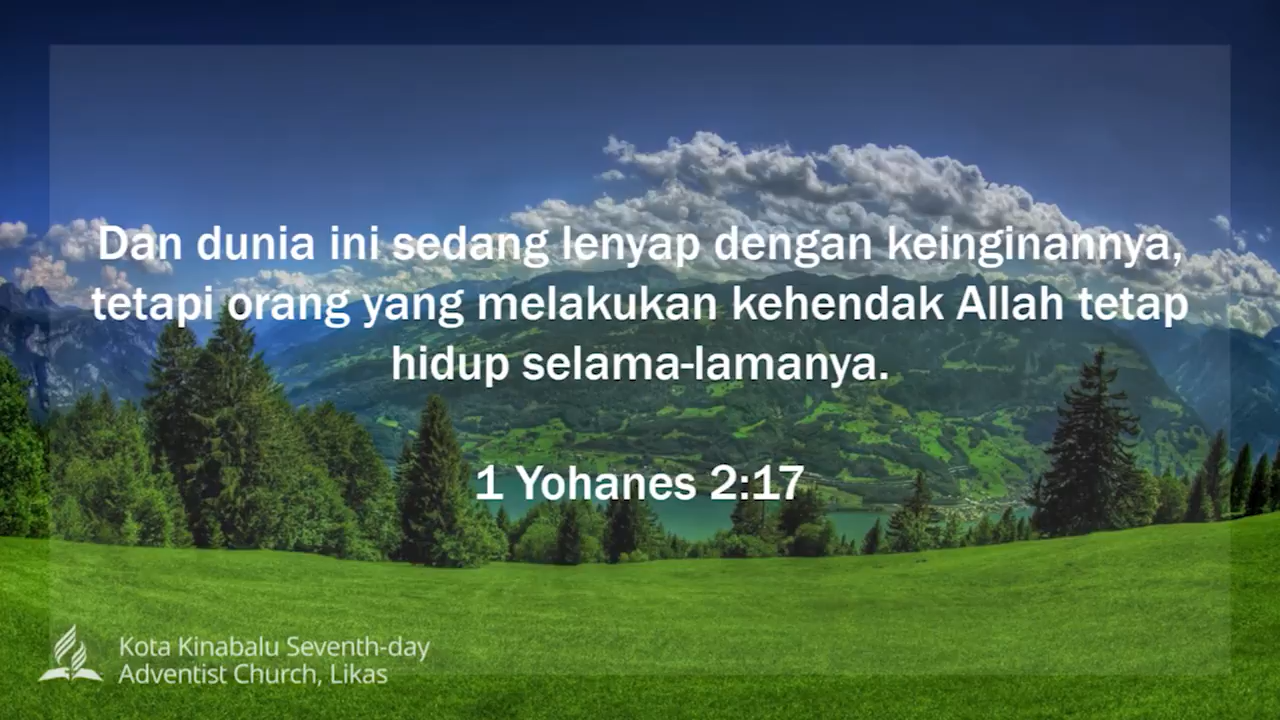 Dan dunia ini sedang lenyap dengan keinginannya,
tetapi orang yang melakukan kehendak Allah tetap
hidup selama-lamanya.
1 Yohanes 2:17
Kota Kinabalu Seventh-day
Adventist Church, Likas